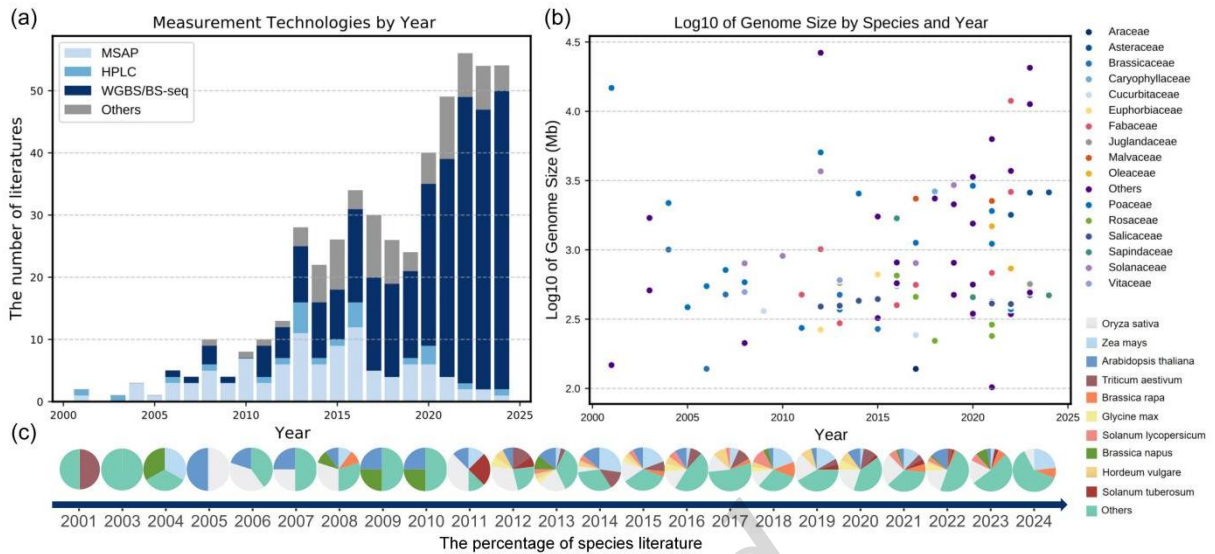 (a)
Measurement Technologies by Year
MSAP
HPLC
WGBS/BS-seq
Others
The number of literatures
50
40
30
20
10
0
2000
2005
2010
2015
2020
2025
Year
(b)
Log10 of Genome Size by Species and Year
Log10 of Genome Size (Mb)
4.5
4.0
3.5
3.0
2.5
2.0
2000
2005
2010
2015
2020
2025
Year
Araceae
Asteraceae
Brassicaceae
Caryophyllaceae
Cucurbitaceae
Euphorbiaceae
Fabaceae
Juglandaceae
Malvaceae
Oleaceae
Others
Poaceae
Rosaceae
Salicaceae
Sapindaceae
Solanaceae
Vitaceae
Oryza sativa
Zea mays
Arabidopsis thaliana
Triticum aestivum
Brassica rapa
Glycine max
Solanum lycopersicum
Brassica napus
Hordeum vulgare
Solanum tuberosum
Others
(c)
2001 2003 2004 2005 2006 2007 2008 2009 2010 2011 2012 2013 2014 2015 2016 2017 2018 2019 2020 2021 2022 2023 2024
The percentage of species literature